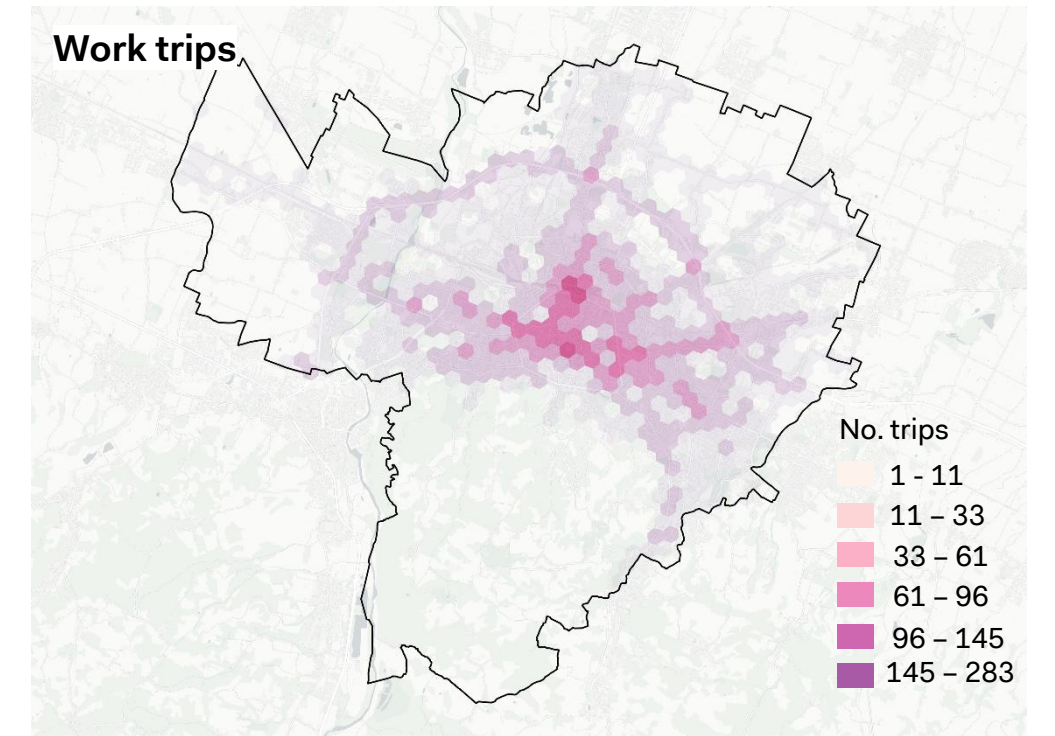 Work trips
No. trips
1 - 11
11 – 33
33 – 61
61 – 96
96 – 145
145 – 283